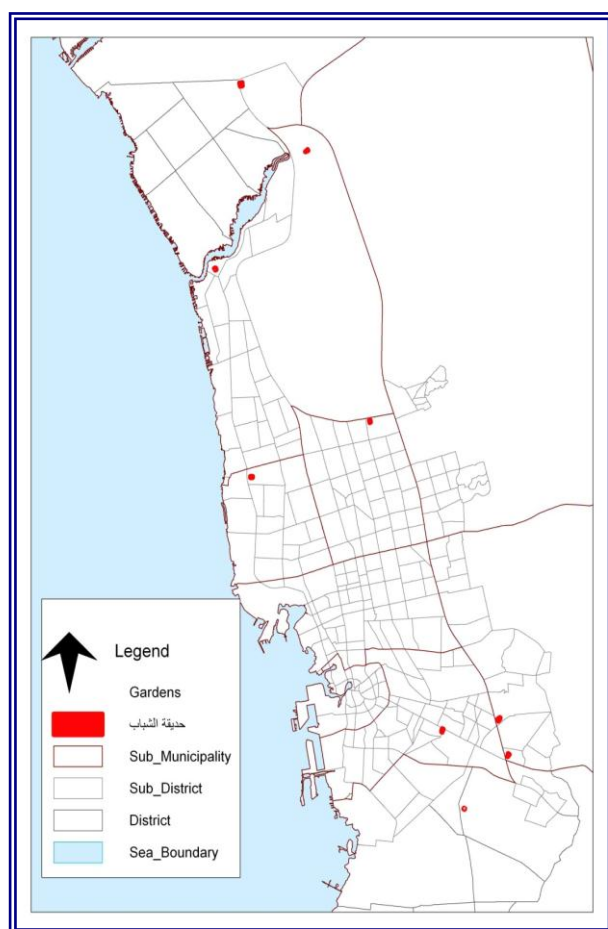 Legend
Gardens
حديقة الشباب
Sub_Municipality
Sub_District
District
Sea_Boundary